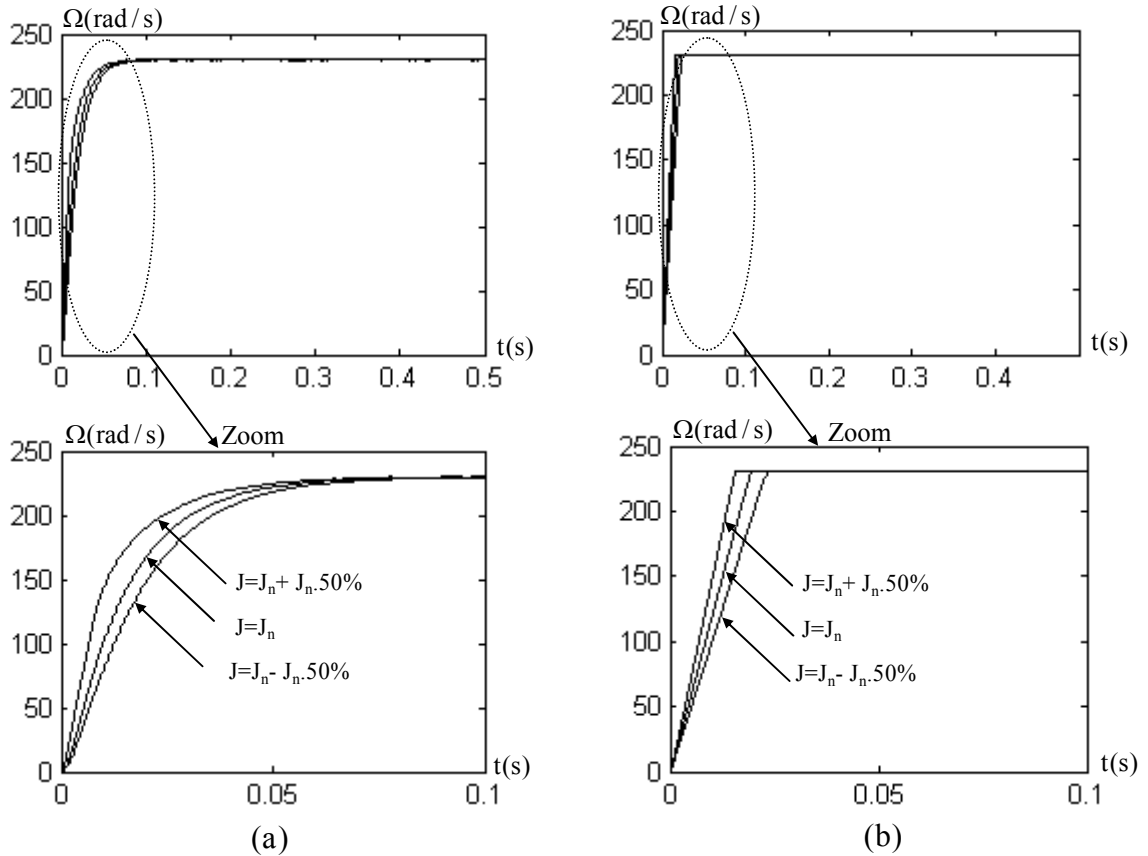 Ω(rad / s)
250
200
150
100
50
0
0 0.1 0.2 0.3 0.4 0.5
t(s)
Ω(rad / s)
250
200
150
100
50
0
0 0.1 0.2 0.3 0.4
t(s)
Zoom
Ω(rad / s)
250
200
150
100
50
0
J=Jn+ Jn.50%
J=Jn
J=Jn- Jn.50%
0 0.05 0.1
t(s)
(a)
Zoom
Ω(rad / s)
250
200
150
100
50
0
J=Jn+ Jn.50%
J=Jn
J=Jn- Jn.50%
0 0.05 0.1
t(s)
(b)